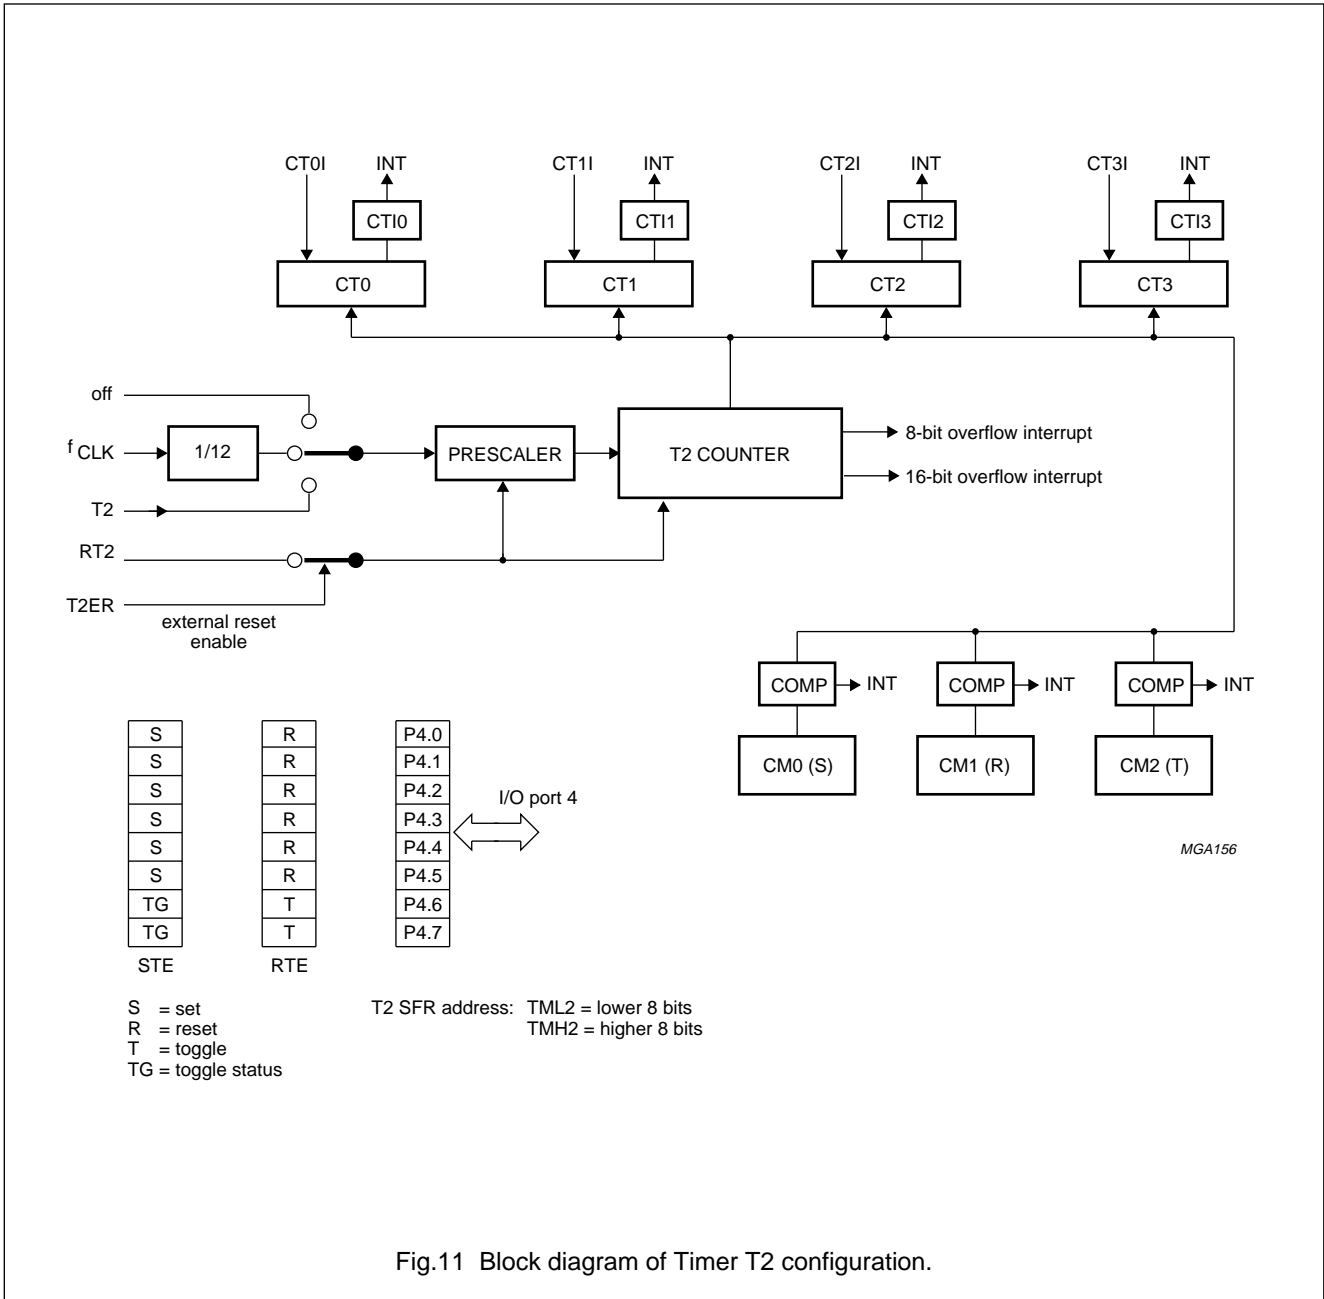 CT0I INT CT1I INT CT2I INT CT3I INT
CTI0 CTI1 CTI2 CTI3
CT0 CT1 CT2 CT3
off
f CLK 1/12 PRESCALER T2 COUNTER 8-bit overflow interrupt
16-bit overflow interrupt
T2
RT2
T2ER
external reset
enable
COMP INT COMP INT COMP INT
CM0 (S) CM1 (R) CM2 (T)
S R P4.0
S R P4.1
S R P4.2
S R P4.3
S R P4.4
S R P4.5
TG T P4.6
TG T P4.7
I/O port 4
MGA156
STE RTE
S = set
R = reset
T = toggle
TG = toggle status
T2 SFR address: TML2 = lower 8 bits
TMH2 = higher 8 bits
Fig.11 Block diagram of Timer T2 configuration.